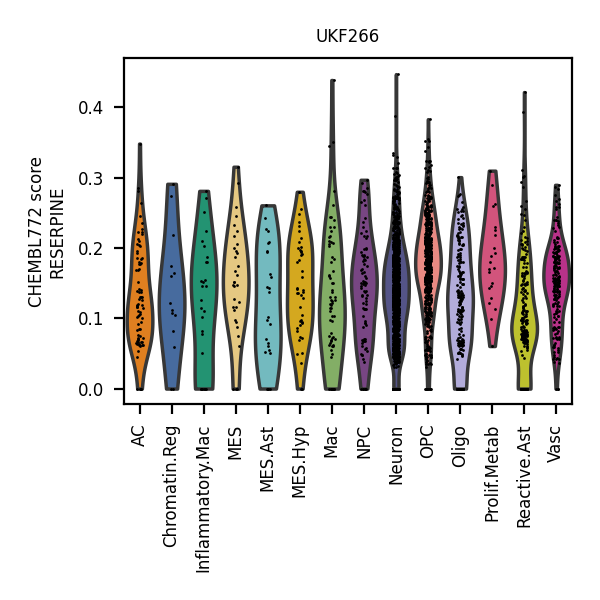 UKF266
CHEMBL772 score
RESERPINE
0.4
0.3
0.2
0.1
0.0
AC
Chromatin.Reg
Inflammatory.Mac
MES
MES.Ast
MES.Hyp
Mac
NPC
Neuron
OPC
Oligo
Prolif.Metab
Reactive.Ast
Vasc